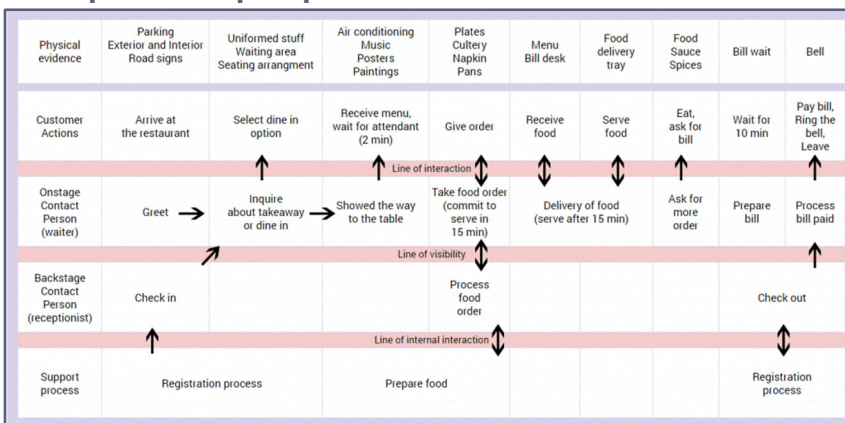 Physical
evidence
Parking
Exterior and Interior
Road signs
Uniformed stuff
Waiting area
Seating arrangment
Air conditioning
Music
Posters
Paintings
Plates
Cultery
Napkin
Pans
Menu
Bill desk
Food
delivery
tray
Food
Sauce
Spices
Bill wait
Bell
Customer
Actions
Arrive at
the restaurant
Select dine in
option
Receive menu,
wait for attendant
(2 min)
Give order
Receive
food
Serve
food
Eat,
ask for
bill
Wait for
10 min
Pay bill,
Ring the
bell,
Leave
Line of interaction
Onstage
Contact
Person
(waiter)
Greet
Inquire
about takeaway
or dine in
Showed the way
to the table
Take food order
(commit to
serve in
15 min)
Delivery of food
(serve after 15 min)
Ask for
more
order
Prepare
bill
Process
bill paid
Line of visibility
Backstage
Contact
Person
(receptionist)
Check in
Process
food
order
Check out
Line of internal interaction
Support
process
Registration process
Prepare food
Registration
process